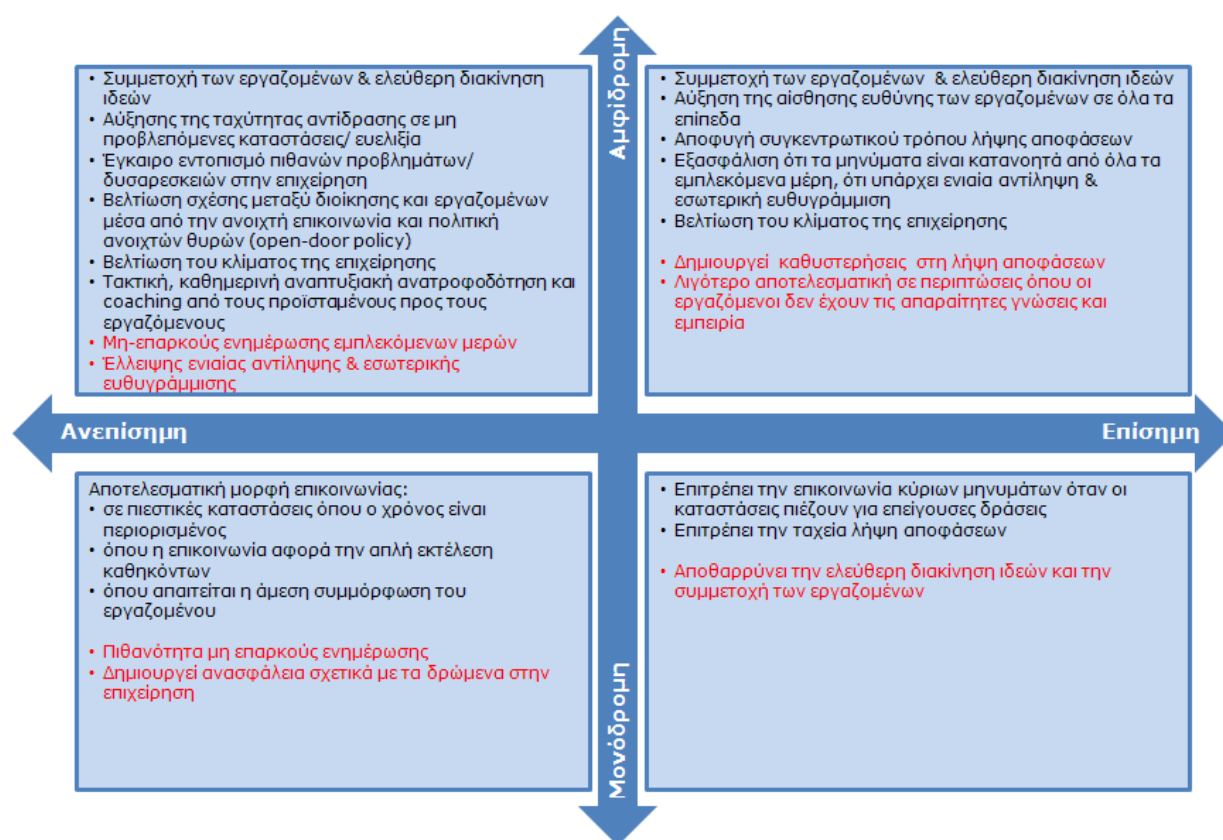 Αμφίδρομη
• Συμμετοχή των εργαζομένων & ελεύθερη διακίνηση
ιδεών
• Αύξησης της ταχύτητας αντίδρασης σε μη
προβλεπόμενες καταστάσεις/ ευελιξία
• Έγκαιρο εντοπισμό πιθανών προβλημάτων/
δυσαρεσκειών στην επιχείρηση
• Βελτίωση σχέσης μεταξύ διοίκησης και εργαζομένων
μέσα από την ανοιχτή επικοινωνία και πολιτική
ανοιχτών θυρών (open-door policy)
• Βελτίωση του κλίματος της επιχείρησης
• Τακτική, καθημερινή αναπτυξιακή ανατροφοδότηση και
coaching από τους προϊσταμένους προς τους
εργαζόμενους
• Μη-επαρκούς ενημέρωσης εμπλεκόμενων μερών
• Έλλειψης ενιαίας αντίληψης & εσωτερικής
ευθυγράμμισης
• Συμμετοχή των εργαζομένων & ελεύθερη διακίνηση ιδεών
• Αύξηση της αίσθησης ευθύνης των εργαζομένων σε όλα τα
επίπεδα
• Αποφυγή συγκεντρωτικού τρόπου λήψης αποφάσεων
• Εξασφάλιση ότι τα μηνύματα είναι κατανοητά από όλα τα
εμπλεκόμενα μέρη, ότι υπάρχει ενιαία αντίληψη &
εσωτερική ευθυγράμμιση
• Βελτίωση του κλίματος της επιχείρησης
• Δημιουργεί καθυστερήσεις στη λήψη αποφάσεων
• Λιγότερο αποτελεσματική σε περιπτώσεις όπου οι
εργαζόμενοι δεν έχουν τις απαραίτητες γνώσεις και
εμπειρία
Ανεπίσημη
Επίσημη
Αποτελεσματική μορφή επικοινωνίας:
• σε πιεστικές καταστάσεις όπου ο χρόνος είναι
περιορισμένος
• όπου η επικοινωνία αφορά την απλή εκτέλεση
καθηκόντων
• όπου απαιτείται η άμεση συμμόρφωση του
εργαζομένου
• Πιθανότητα μη επαρκούς ενημέρωσης
• Δημιουργεί ανασφάλεια σχετικά με τα δρώμενα στην
επιχείρηση
• Επιτρέπει την επικοινωνία κύριων μηνυμάτων όταν οι
καταστάσεις πιέζουν για επείγουσες δράσεις
• Επιτρέπει την ταχεία λήψη αποφάσεων
• Αποθαρρύνει την ελεύθερη διακίνηση ιδεών και την
συμμετοχή των εργαζομένων
Μονόδρομη